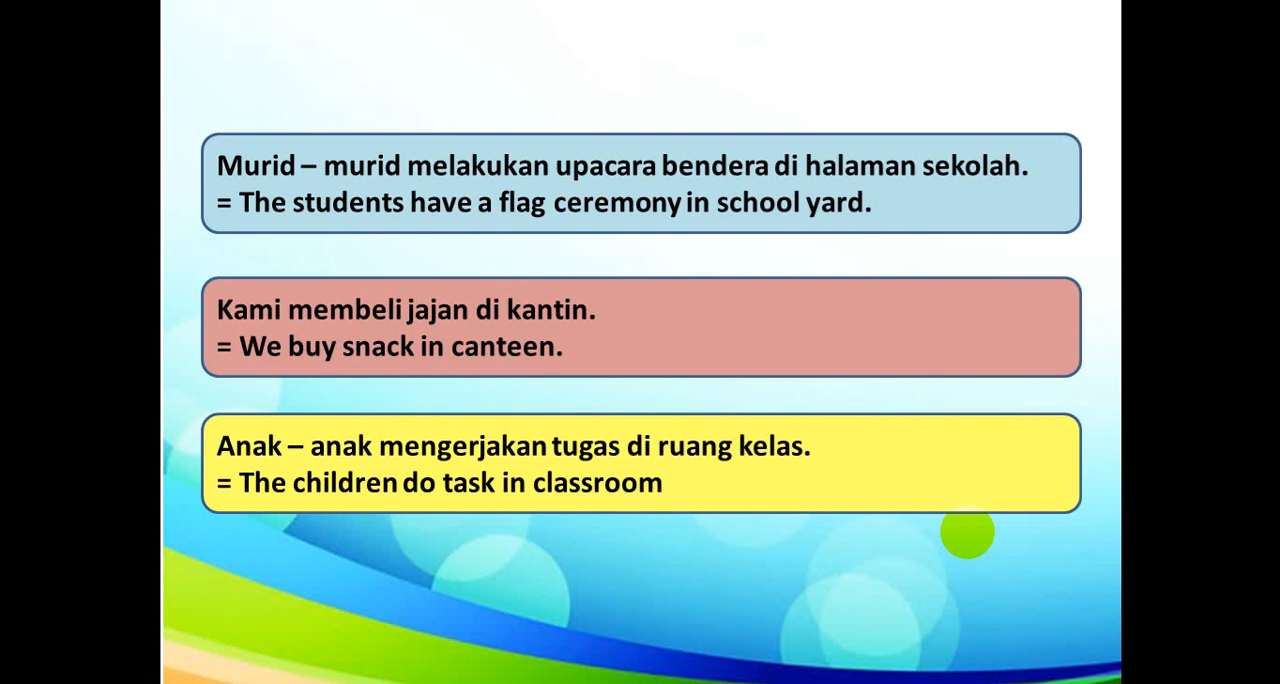 Murid – murid melakukan upacara bendera di halaman sekolah.
= The students have a flag ceremony in school yard.
Kami membeli jajan di kantin.
= We buy snack in canteen.
Anak – anak mengerjakan tugas di ruang kelas.
= The children do task in classroom